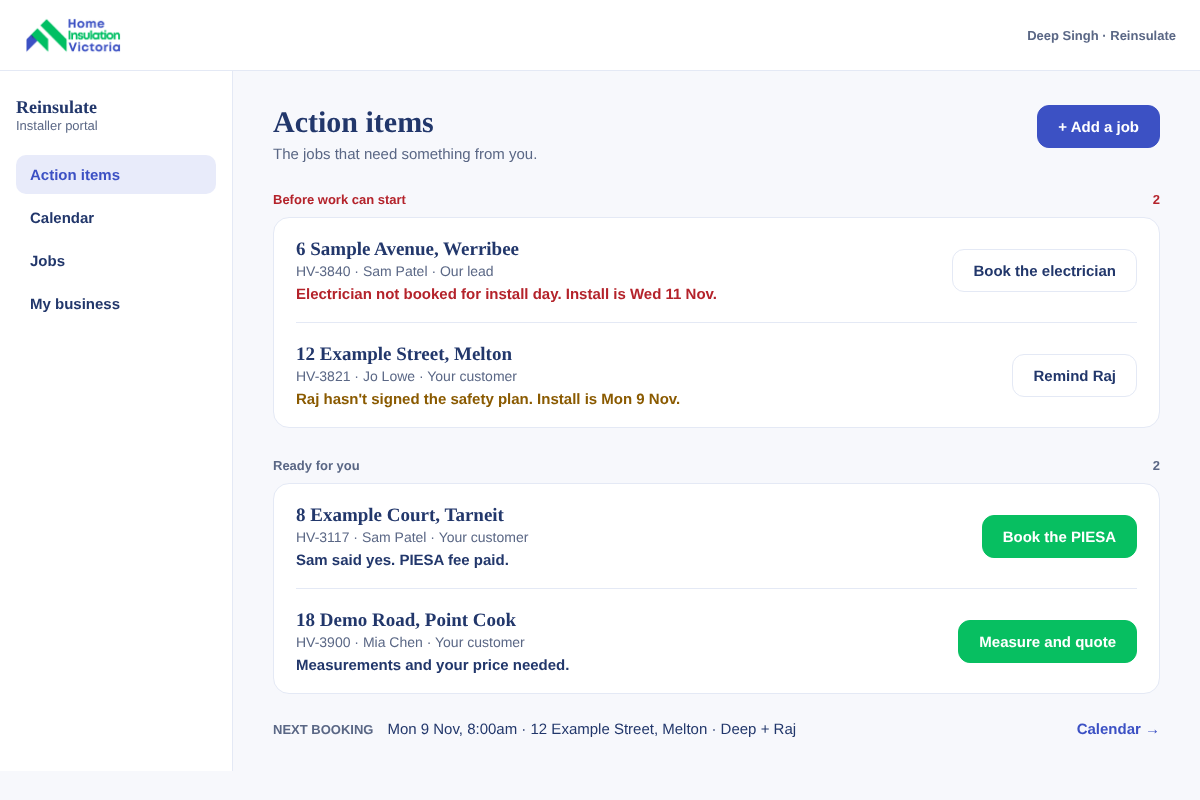 Home
Insulation
Victoria
Deep Singh · Reinsulate
Reinsulate
Installer portal
Action items
Calendar
Jobs
My business
Action items
The jobs that need something from you.
+ Add a job
Before work can start
2
6 Sample Avenue, Werribee
HV-3840 · Sam Patel · Our lead
Electrician not booked for install day. Install is Wed 11 Nov.
Book the electrician
12 Example Street, Melton
HV-3821 · Jo Lowe · Your customer
Raj hasn't signed the safety plan. Install is Mon 9 Nov.
Remind Raj
Ready for you
2
8 Example Court, Tarneit
HV-3117 · Sam Patel · Your customer
Sam said yes. PIESA fee paid.
Book the PIESA
18 Demo Road, Point Cook
HV-3900 · Mia Chen · Your customer
Measurements and your price needed.
Measure and quote
NEXT BOOKING Mon 9 Nov, 8:00am · 12 Example Street, Melton · Deep + Raj
Calendar →